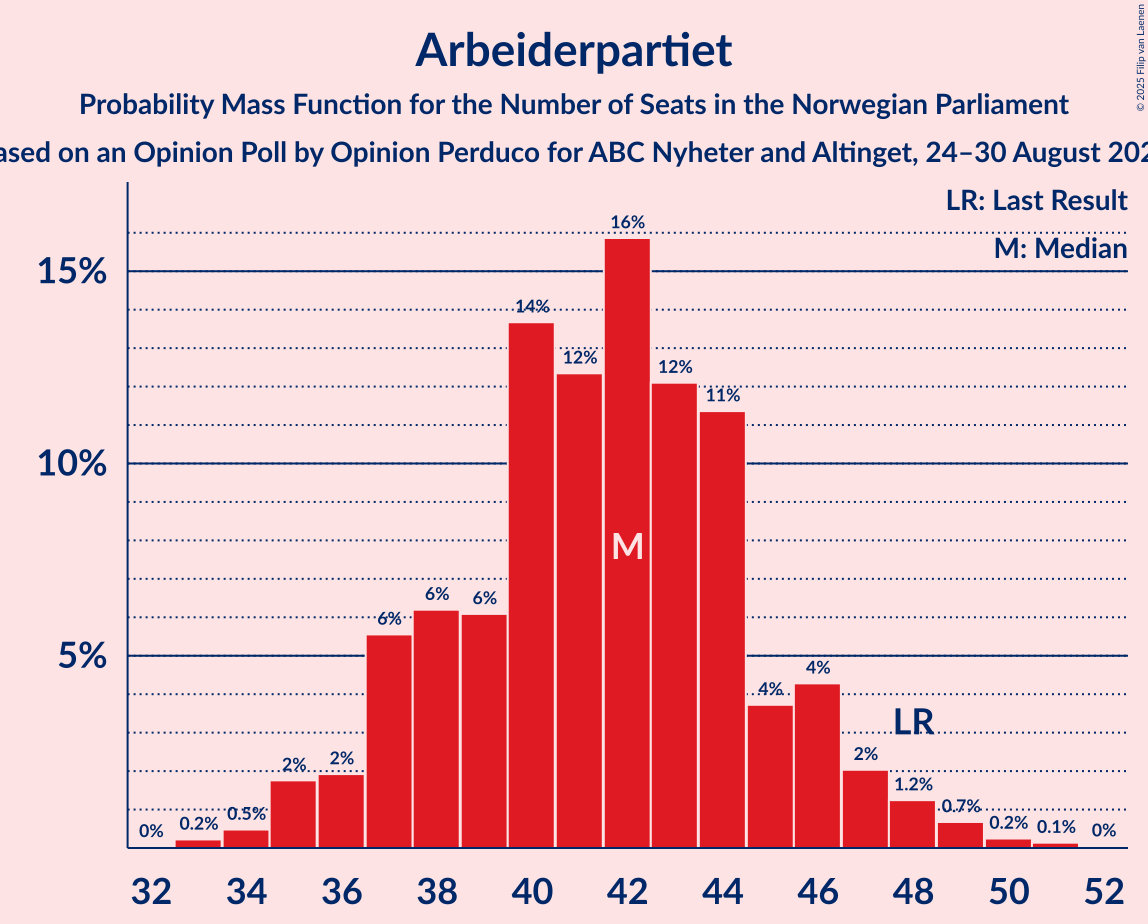 © 2025 Filip van Laenen
Arbeiderpartiet
Probability Mass Function for the Number of Seats in the Norwegian Parliament
on an Opinion Poll by Opinion Perduco for ABC Nyheter and Altinget, 24–30 August
LR: Last Result
M: Median
16%
15%
14%
12%
12%
11%
10%
M
6%
6%
6%
5%
4%
4%
LR
2%
2%
2%
1.2%
0.7%
0.5%
0.2%
0.2%
0.1%
0%
0%
32 34 36 38 40 42 44 46 48 50 52